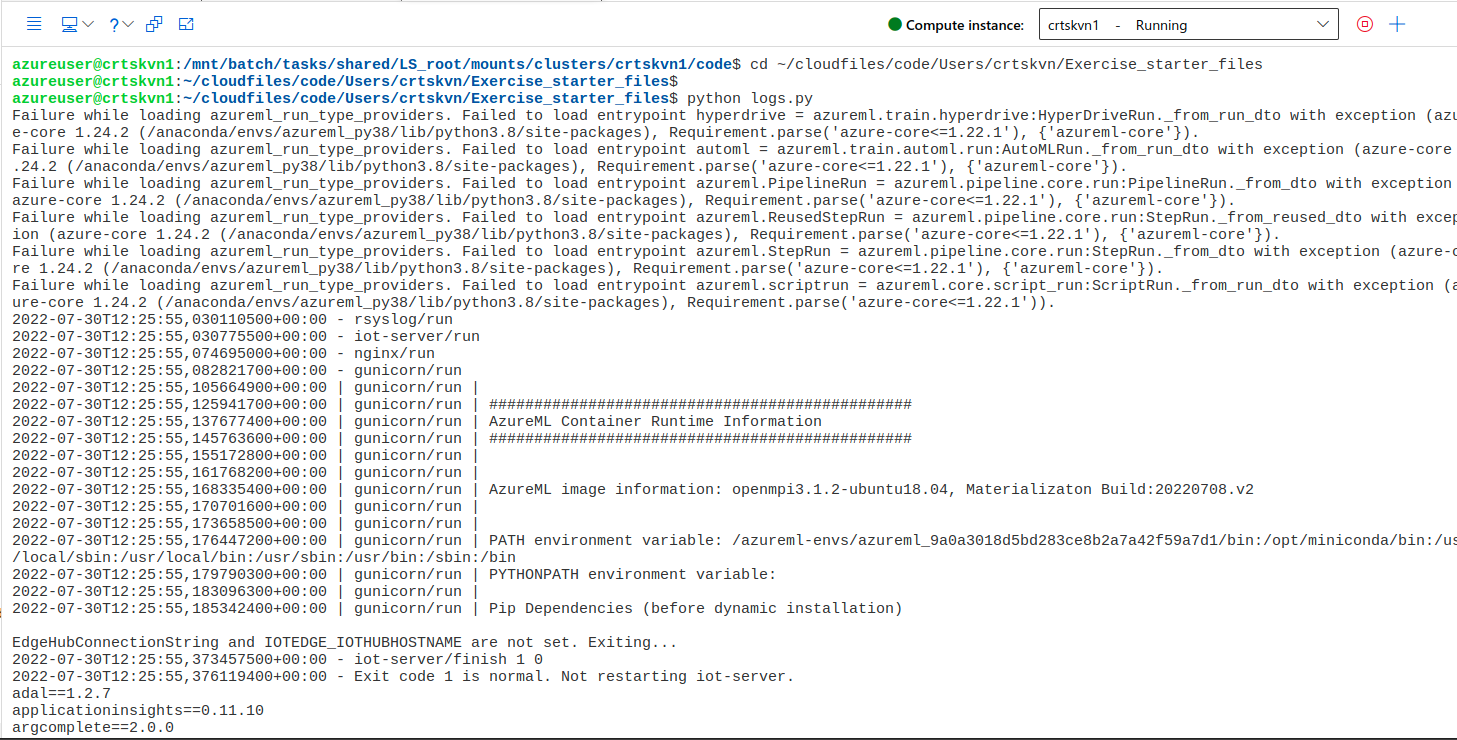 Compute instance: crtskvn1 - Running
azureuser@crtskvn1:/mnt/batch/tasks/shared/LS_root/mounts/clusters/crtskvn1/code$ cd ~/cloudfiles/code/Users/crtskvn/Exercise_starter_files
azureuser@crtskvn1:~/cloudfiles/code/Users/crtskvn/Exercise_starter_files$
azureuser@crtskvn1:~/cloudfiles/code/Users/crtskvn/Exercise_starter_files$ python logs.py
Failure while loading azureml_run_type_providers. Failed to load entrypoint hyperdrive = azureml.train.hyperdrive:HyperDriveRun._from_run_dto with exception (azu
e-core 1.24.2 (/anaconda/envs/azureml_py38/lib/python3.8/site-packages), Requirement.parse('azure-core<=1.22.1'), {'azureml-core'}).
Failure while loading azureml_run_type_providers. Failed to load entrypoint automl = azureml.train.automl.run:AutoMLRun._from_run_dto with exception (azure-core
.24.2 (/anaconda/envs/azureml_py38/lib/python3.8/site-packages), Requirement.parse('azure-core<=1.22.1'), {'azureml-core'}).
Failure while loading azureml_run_type_providers. Failed to load entrypoint azureml.PipelineRun = azureml.pipeline.core.run:PipelineRun._from_dto with exception
azure-core 1.24.2 (/anaconda/envs/azureml_py38/lib/python3.8/site-packages), Requirement.parse('azure-core<=1.22.1'), {'azureml-core'}).
Failure while loading azureml_run_type_providers. Failed to load entrypoint azureml.ReusedStepRun = azureml.pipeline.core.run:StepRun._from_reused_dto with excep
ion (azure-core 1.24.2 (/anaconda/envs/azureml_py38/lib/python3.8/site-packages), Requirement.parse('azure-core<=1.22.1'), {'azureml-core'}).
Failure while loading azureml_run_type_providers. Failed to load entrypoint azureml.StepRun = azureml.pipeline.core.run:StepRun._from_dto with exception (azure-c
re 1.24.2 (/anaconda/envs/azureml_py38/lib/python3.8/site-packages), Requirement.parse('azure-core<=1.22.1'), {'azureml-core'}).
Failure while loading azureml_run_type_providers. Failed to load entrypoint azureml.scriptrun = azureml.core.script_run:ScriptRun._from_run_dto with exception (a
ure-core 1.24.2 (/anaconda/envs/azureml_py38/lib/python3.8/site-packages), Requirement.parse('azure-core<=1.22.1')).
2022-07-30T12:25:55,030110500+00:00 - rsyslog/run
2022-07-30T12:25:55,030775500+00:00 - iot-server/run
2022-07-30T12:25:55,074695000+00:00 - nginx/run
2022-07-30T12:25:55,082821700+00:00 - gunicorn/run
2022-07-30T12:25:55,105664900+00:00 | gunicorn/run |
2022-07-30T12:25:55,125941700+00:00 | gunicorn/run | ###############################################
2022-07-30T12:25:55,137677400+00:00 | gunicorn/run | AzureML Container Runtime Information
2022-07-30T12:25:55,145763600+00:00 | gunicorn/run | ###############################################
2022-07-30T12:25:55,155172800+00:00 | gunicorn/run |
2022-07-30T12:25:55,161768200+00:00 | gunicorn/run |
2022-07-30T12:25:55,168335400+00:00 | gunicorn/run | AzureML image information: openmpi3.1.2-ubuntu18.04, Materializaton Build:20220708.v2
2022-07-30T12:25:55,170701600+00:00 | gunicorn/run |
2022-07-30T12:25:55,173658500+00:00 | gunicorn/run |
2022-07-30T12:25:55,176447200+00:00 | gunicorn/run | PATH environment variable: /azureml-envs/azureml_9a0a3018d5bd283ce8b2a7a42f59a7d1/bin:/opt/miniconda/bin:/us
/local/sbin:/usr/local/bin:/usr/sbin:/usr/bin:/sbin:/bin
2022-07-30T12:25:55,179790300+00:00 | gunicorn/run | PYTHONPATH environment variable:
2022-07-30T12:25:55,183096300+00:00 | gunicorn/run |
2022-07-30T12:25:55,185342400+00:00 | gunicorn/run | Pip Dependencies (before dynamic installation)
EdgeHubConnectionString and IOTEDGE_IOTHUBHOSTNAME are not set. Exiting...
2022-07-30T12:25:55,373457500+00:00 - iot-server/finish 1 0
2022-07-30T12:25:55,376119400+00:00 - Exit code 1 is normal. Not restarting iot-server.
adal==1.2.7
applicationinsights==0.11.10
argcomplete==2.0.0